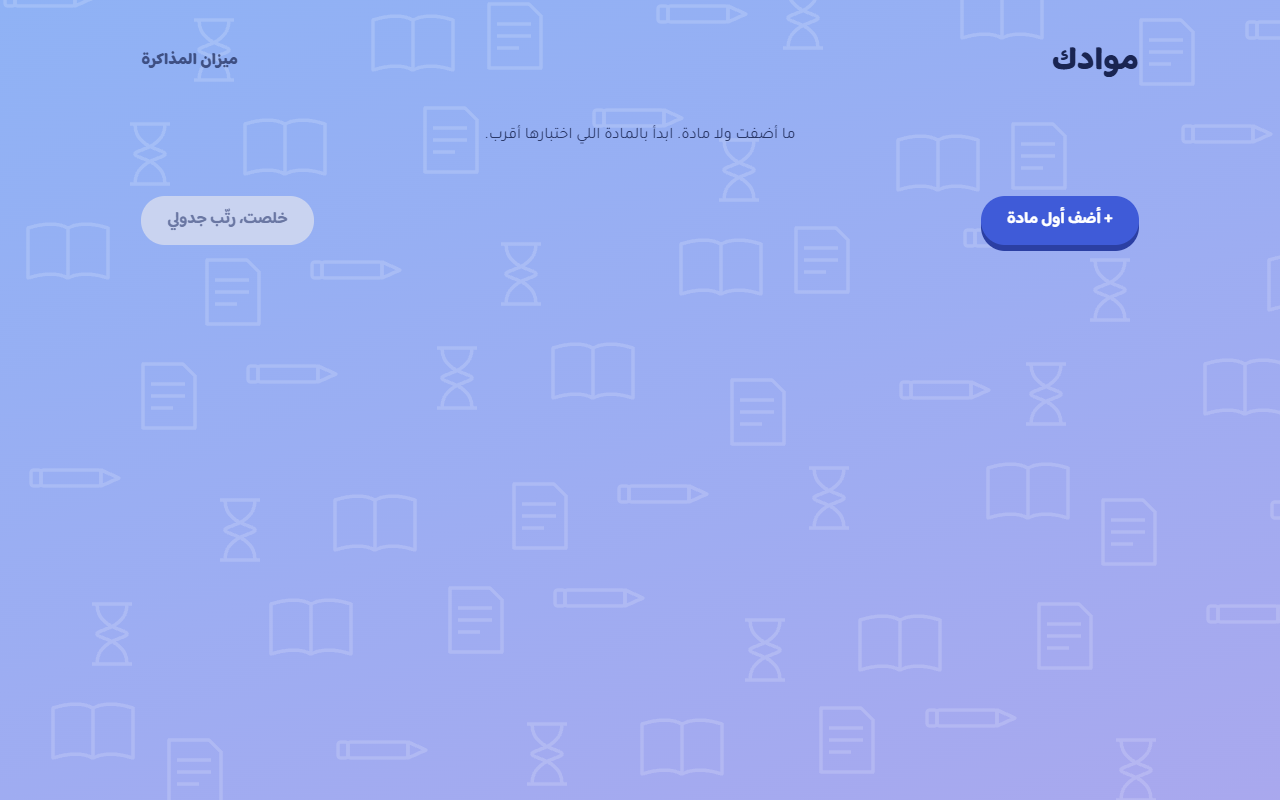 موادك
ميزان المذاكرة
ما أضفت ولا مادة. ابدأ بالمادة اللي اختبارها أقرب.
+ أضف أول مادة
خلصت، رتّب جدولي